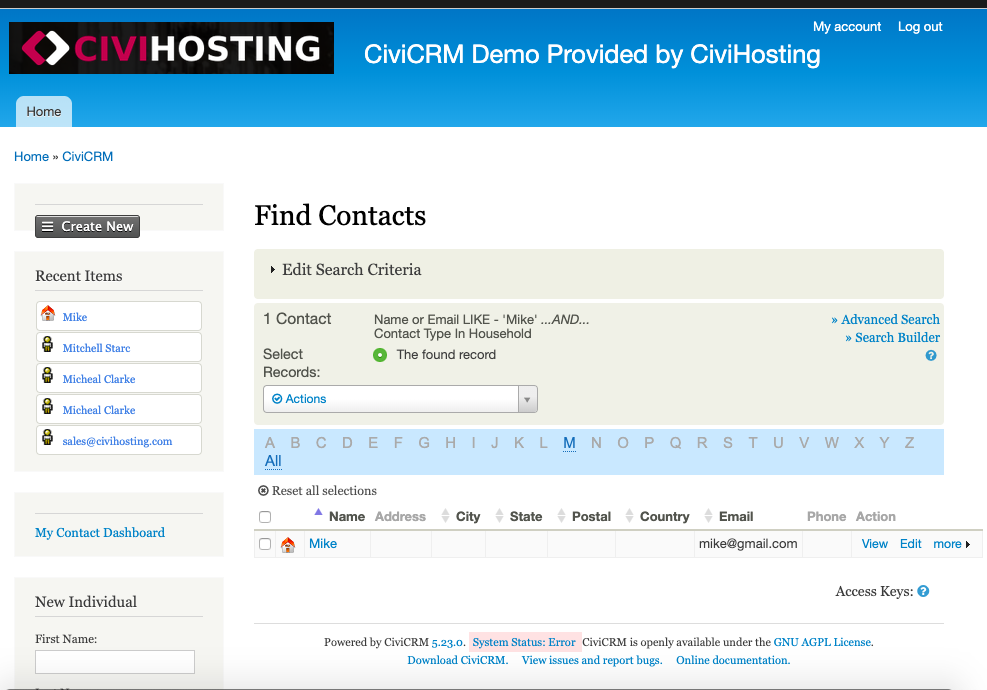 CIVIHOSTING
CiviCRM Demo Provided by CiviHosting
My account Log out
Home
Home » CiviCRM
Create New
Recent Items
Mike
Mitchell Starc
Micheal Clarke
Micheal Clarke
sales@civihosting.com
My Contact Dashboard
New Individual
First Name:
Find Contacts
Edit Search Criteria
1 Contact
Name or Email LIKE - 'Mike' ...AND...
Contact Type In Household
» Advanced Search
» Search Builder
Select
Records:
The found record
Actions
A B C D E F G H I J K L M N O P Q R S T U V W X Y Z
All
Reset all selections
Name Address City State Postal Country Email Phone Action
Mike mike@gmail.com View Edit more
Access Keys:
Powered by CiviCRM 5.23.0. System Status: Error CiviCRM is openly available under the GNU AGPL License.
Download CiviCRM. View issues and report bugs. Online documentation.